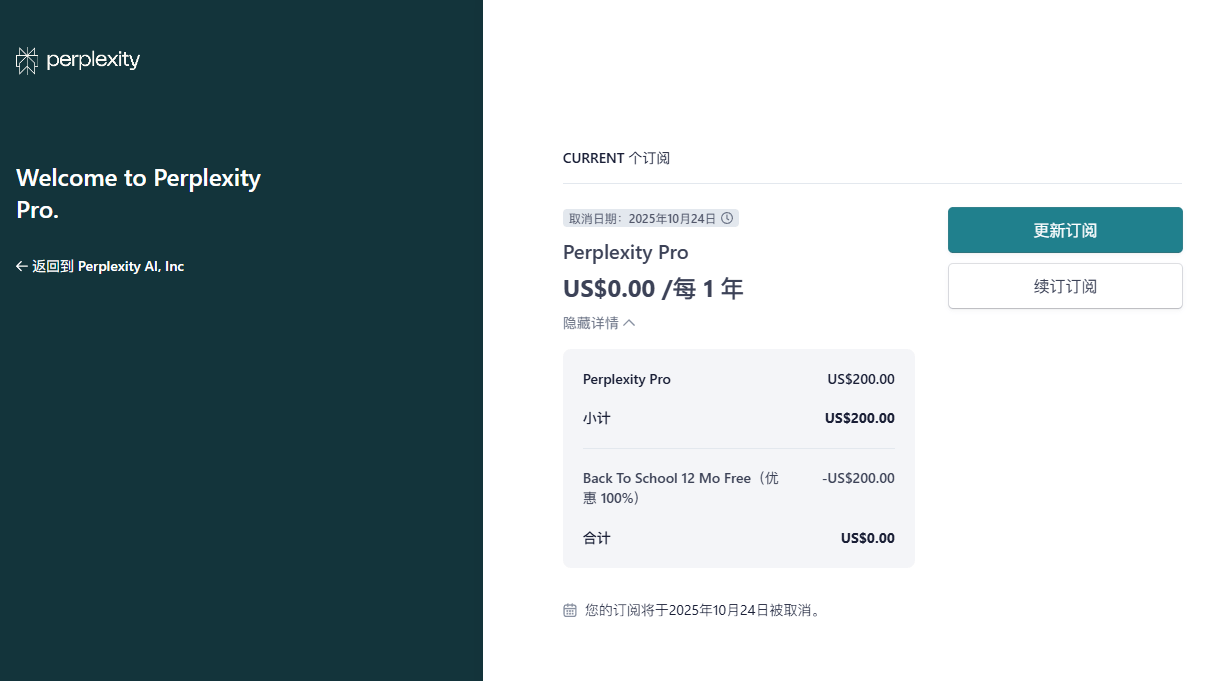 perplexity
Welcome to Perplexity
Pro.
← 返回到 Perplexity AI, Inc
CURRENT 个订阅
取消日期：2025年10月24日
Perplexity Pro
US$0.00 /每 1 年
隐藏详情
Perplexity Pro US$200.00
小计 US$200.00
Back To School 12 Mo Free（优 -US$200.00
惠 100%）
合计 US$0.00
您的订阅将于2025年10月24日被取消。
更新订阅
续订订阅